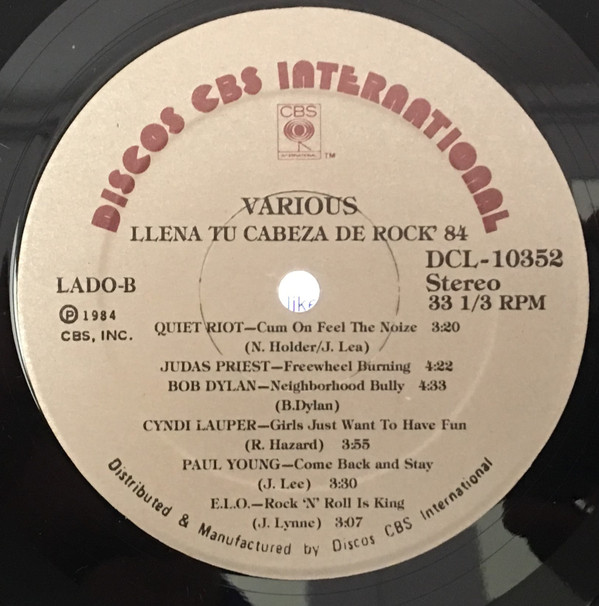 DISCOS CBS INTERNATIONAL
CBS
INTERNATIONAL TM
VARIOUS
LLENA TU CABEZA DE ROCK' 84
DCL-10352
LADO-B
Stereo
33 1/3 RPM
Ⓟ 1984
CBS, INC.
like
QUIET RIOT—Cum On Feel The Noize 3:20
(N. Holder/J. Lea)
JUDAS PRIEST—Freewheel Burning 4:22
BOB DYLAN—Neighborhood Bully 4:33
(B.Dylan)
CYNDI LAUPER—Girls Just Want To Have Fun
(R. Hazard) 3:55
PAUL YOUNG—Come Back and Stay
(J. Lee) 3:30
E.L.O.—Rock 'N' Roll Is King
(J. Lynne) 3:07
Distributed & Manufactured by Discos CBS International